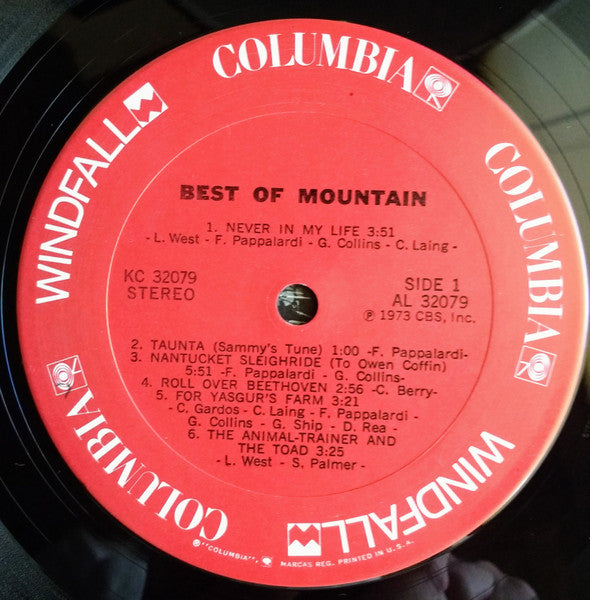 COLUMBIA
COLUMBIA
WINDFALL
COLUMBIA
COLUMBIA
WINDFALL
BEST OF MOUNTAIN
1. NEVER IN MY LIFE 3:51
- L. West - F. Pappalardi - G. Collins - C. Laing -
KC 32079
STEREO
SIDE 1
AL 32079
℗ 1973 CBS, Inc.
2. TAUNTA (Sammy's Tune) 1:00 -F. Pappalardi-
3. NANTUCKET SLEIGHRIDE (To Owen Coffin)
5:51 -F. Pappalardi - G. Collins-
4. ROLL OVER BEETHOVEN 2:56 -C. Berry-
5. FOR YASGUR'S FARM 3:21
- C. Gardos - C. Laing - F. Pappalardi -
G. Collins - G. Ship - D. Rea -
6. THE ANIMAL-TRAINER AND
THE TOAD 3:25
- L. West - S. Palmer -
®"COLUMBIA", MARCAS REG. PRINTED IN U.S.A.